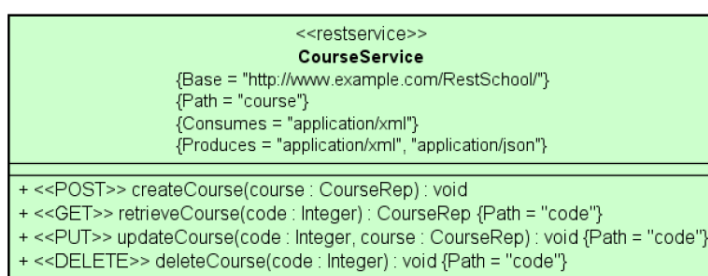 <<restservice>>
CourseService
{Base = "http://www.example.com/RestSchool/"}
{Path = "course"}
{Consumes = "application/xml"}
{Produces = "application/xml", "application/json"}
+ <<POST>> createCourse(course : CourseRep) : void
+ <<GET>> retrieveCourse(code : Integer) : CourseRep {Path = "code"}
+ <<PUT>> updateCourse(code : Integer, course : CourseRep) : void {Path = "code"}
+ <<DELETE>> deleteCourse(code : Integer) : void {Path = "code"}